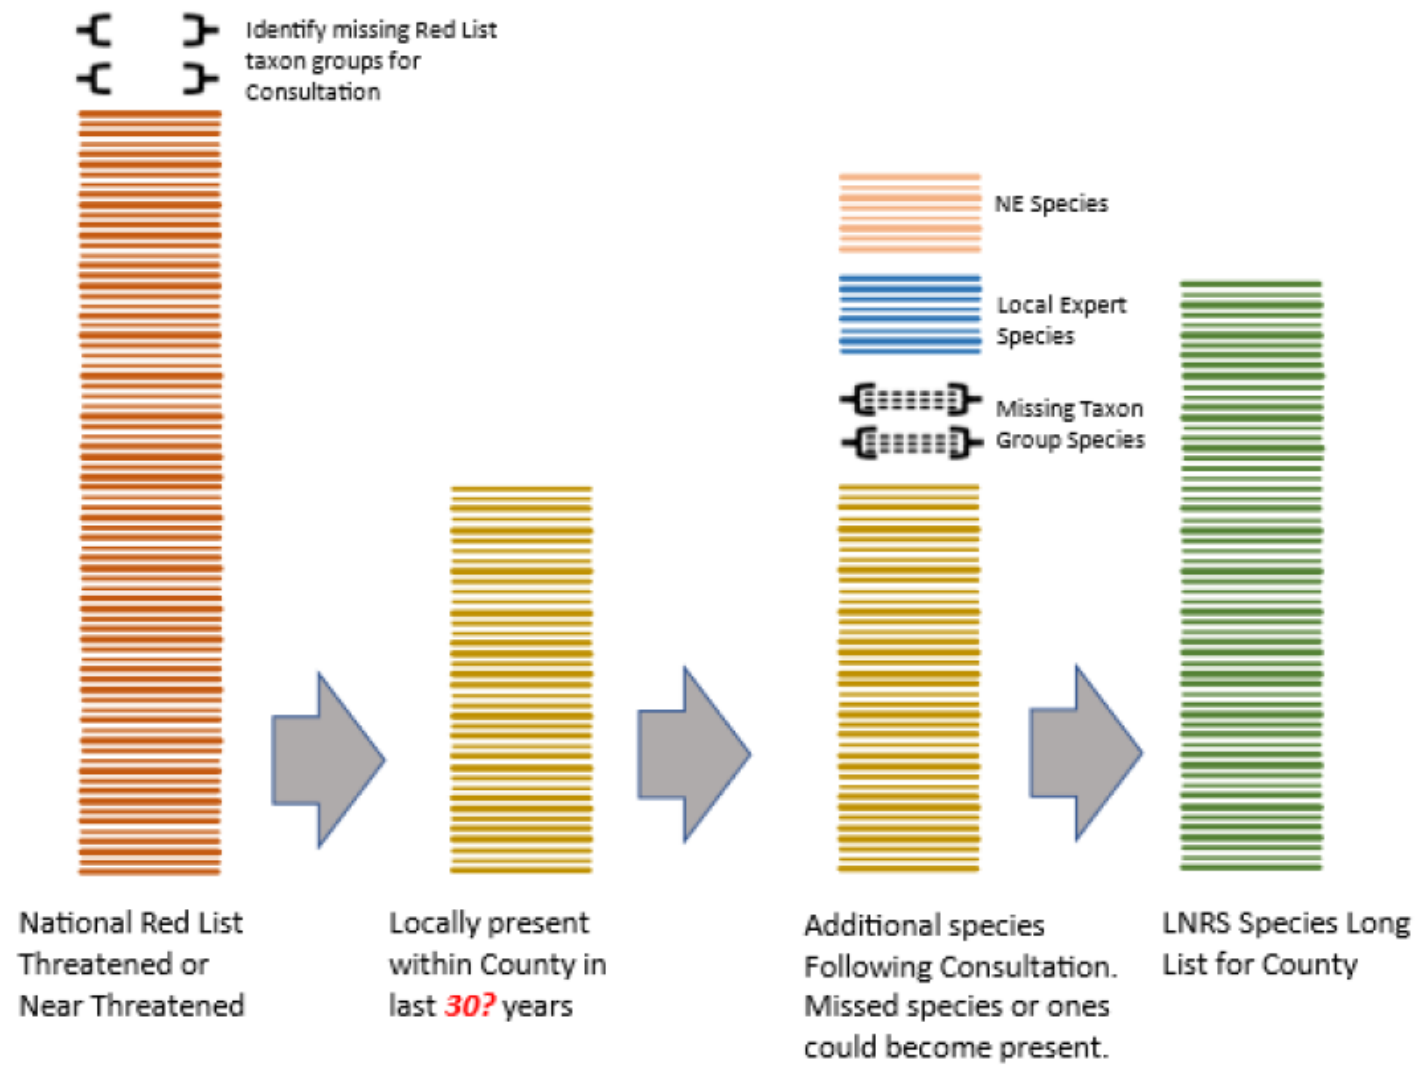 Identify missing Red List
taxon groups for
Consultation
NE Species
Local Expert
Species
Missing Taxon
Group Species
National Red List
Threatened or
Near Threatened
Locally present
within County in
last 30? years
Additional species
Following Consultation.
Missed species or ones
could become present.
LNRS Species Long
List for County